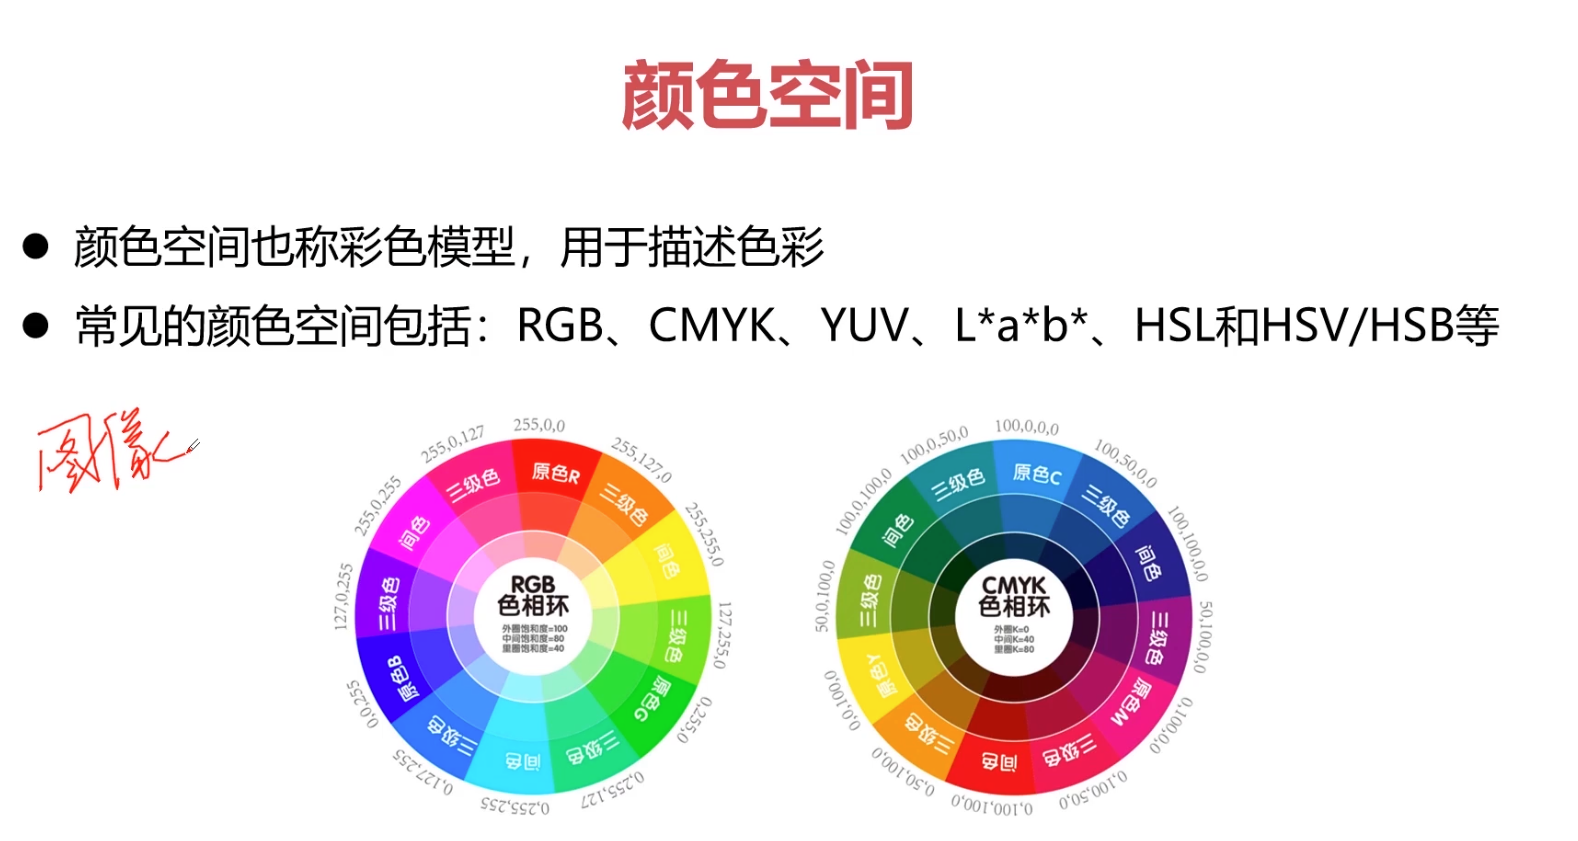 颜色空间
● 颜色空间也称彩色模型，用于描述色彩
● 常见的颜色空间包括：RGB、CMYK、YUV、L*a*b*、HSL和HSV/HSB等
图像
255,0,0
255,127,0
255,255,0
127,255,0
0,255,0
0,255,127
0,255,255
0,127,255
0,0,255
127,0,255
255,0,255
255,0,127
原色R
三级色
间色
三级色
原色G
三级色
间色
三级色
原色B
三级色
间色
三级色
RGB
色相环
外圈饱和度=100
中间饱和度=80
里圈饱和度=40
100,0,0,0
100,50,0,0
100,100,0,0
50,100,0,0
0,100,0,0
0,100,50,0
0,100,100,0
0,50,100,0
0,0,100,0
50,0,100,0
100,0,100,0
100,0,50,0
原色C
三级色
间色
三级色
原色M
三级色
间色
三级色
原色Y
三级色
间色
三级色
CMYK
色相环
外圈K=0
中间K=40
里圈K=80